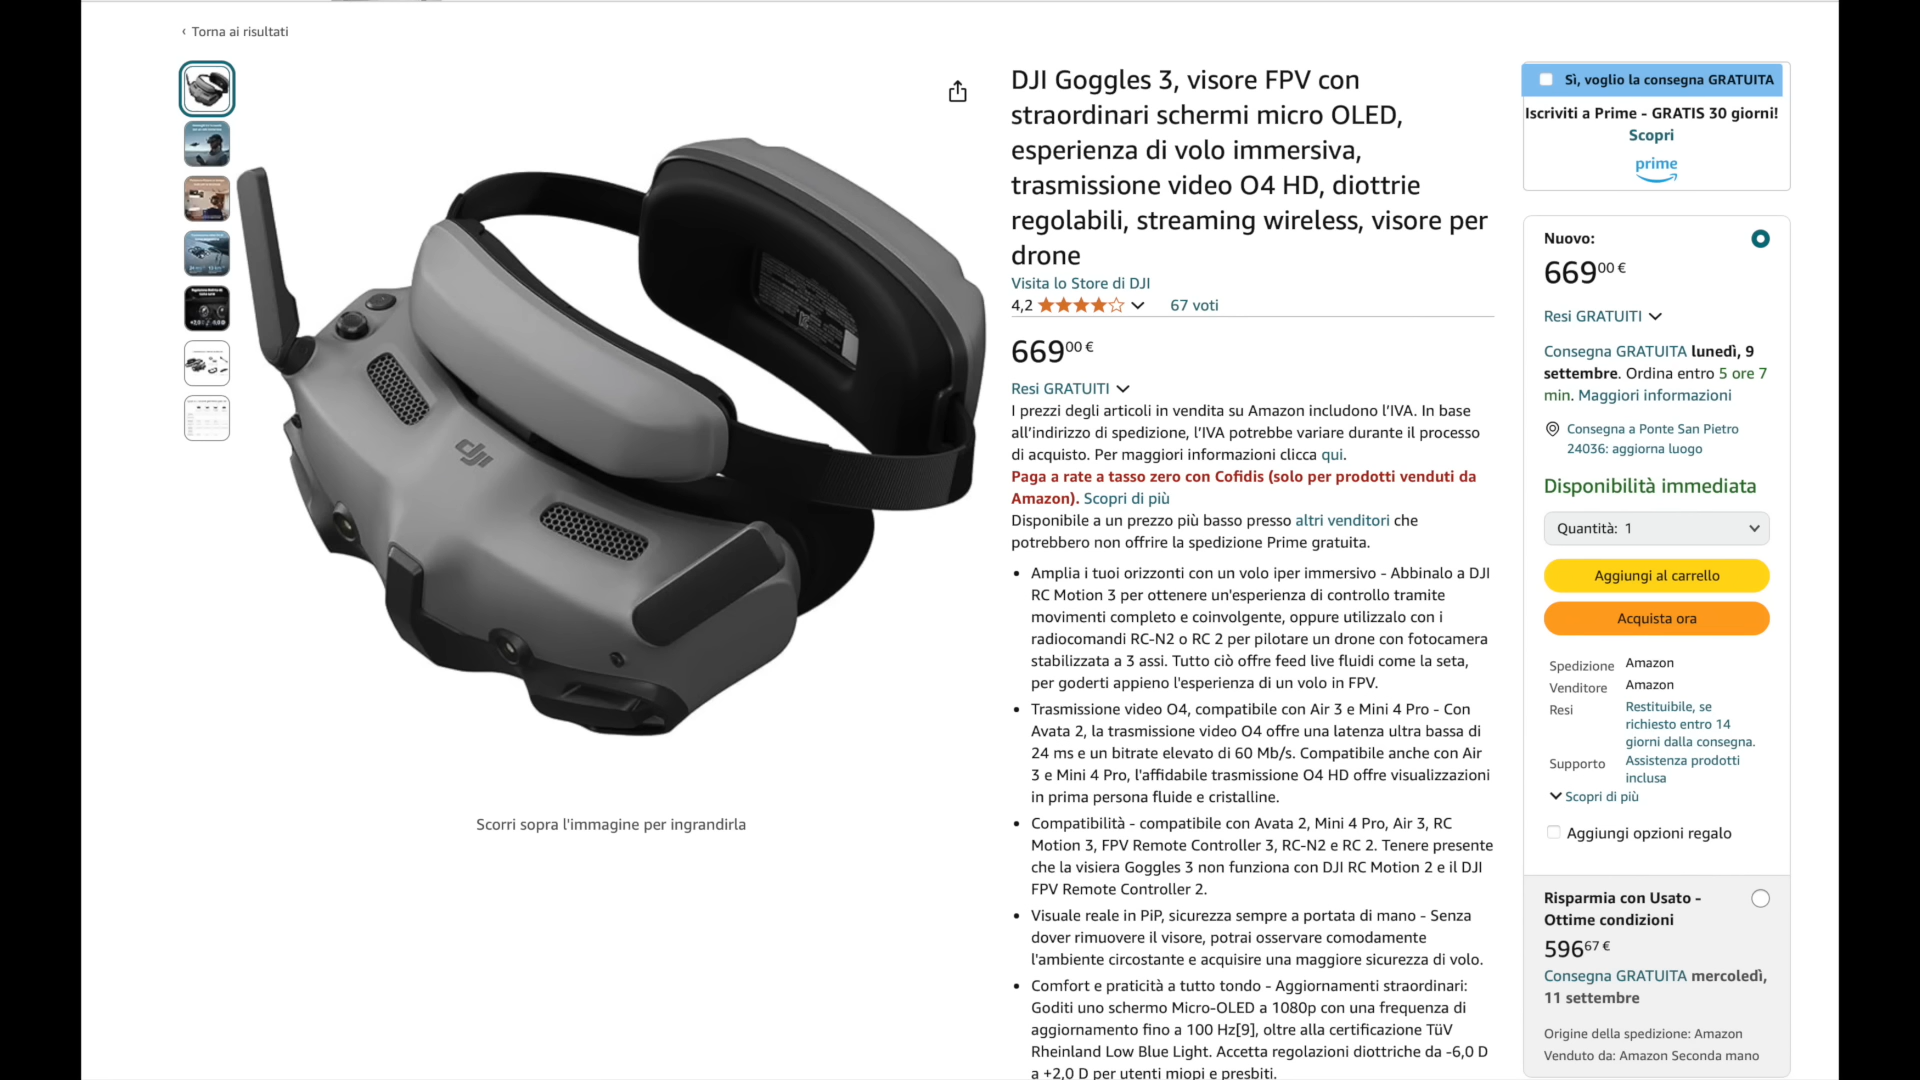 ‹ Torna ai risultati
DJI Goggles 3, visore FPV con
straordinari schermi micro OLED,
esperienza di volo immersiva,
trasmissione video O4 HD, diottrie
regolabili, streaming wireless, visore per
drone
Visita lo Store di DJI
4,2
67 voti
669,00 €
Resi GRATUITI
I prezzi degli articoli in vendita su Amazon includono l'IVA. In base
all'indirizzo di spedizione, l'IVA potrebbe variare durante il processo
di acquisto. Per maggiori informazioni clicca qui.
Paga a rate a tasso zero con Cofidis (solo per prodotti venduti da
Amazon). Scopri di più
Disponibile a un prezzo più basso presso altri venditori che
potrebbero non offrire la spedizione Prime gratuita.
• Amplia i tuoi orizzonti con un volo iper immersivo - Abbinalo a DJI
RC Motion 3 per ottenere un'esperienza di controllo tramite
movimenti completo e coinvolgente, oppure utilizzalo con i
radiocomandi RC-N2 o RC 2 per pilotare un drone con fotocamera
stabilizzata a 3 assi. Tutto ciò offre feed live fluidi come la seta,
per goderti appieno l'esperienza di un volo in FPV.
• Trasmissione video O4, compatibile con Air 3 e Mini 4 Pro - Con
Avata 2, la trasmissione video O4 offre una latenza ultra bassa di
24 ms e un bitrate elevato di 60 Mb/s. Compatibile anche con Air
3 e Mini 4 Pro, l'affidabile trasmissione O4 HD offre visualizzazioni
in prima persona fluide e cristalline.
• Compatibilità - compatibile con Avata 2, Mini 4 Pro, Air 3, RC
Motion 3, FPV Remote Controller 3, RC-N2 e RC 2. Tenere presente
che la visiera Goggles 3 non funziona con DJI RC Motion 2 e il DJI
FPV Remote Controller 2.
• Visuale reale in PiP, sicurezza sempre a portata di mano - Senza
dover rimuovere il visore, potrai osservare comodamente
l'ambiente circostante e acquisire una maggiore sicurezza di volo.
• Comfort e praticità a tutto tondo - Aggiornamenti straordinari:
Goditi uno schermo Micro-OLED a 1080p con una frequenza di
aggiornamento fino a 100 Hz[9], oltre alla certificazione TüV
Rheinland Low Blue Light. Accetta regolazioni diottriche da -6,0 D
a +2,0 D per utenti miopi e presbiti.
dji
Scorri sopra l'immagine per ingrandirla
Sì, voglio la consegna GRATUITA
Iscriviti a Prime - GRATIS 30 giorni!
Scopri
prime
Nuovo:
669,00 €
Resi GRATUITI
Consegna GRATUITA lunedì, 9
settembre. Ordina entro 5 ore 7
min. Maggiori informazioni
Consegna a Ponte San Pietro
24036: aggiorna luogo
Disponibilità immediata
Quantità: 1
Aggiungi al carrello
Acquista ora
Spedizione Amazon
Venditore Amazon
Resi Restituibile, se
richiesto entro 14
giorni dalla consegna.
Supporto Assistenza prodotti
inclusa
Scopri di più
Aggiungi opzioni regalo
Risparmia con Usato -
Ottime condizioni
596,67 €
Consegna GRATUITA mercoledì,
11 settembre
Origine della spedizione: Amazon
Venduto da: Amazon Seconda mano